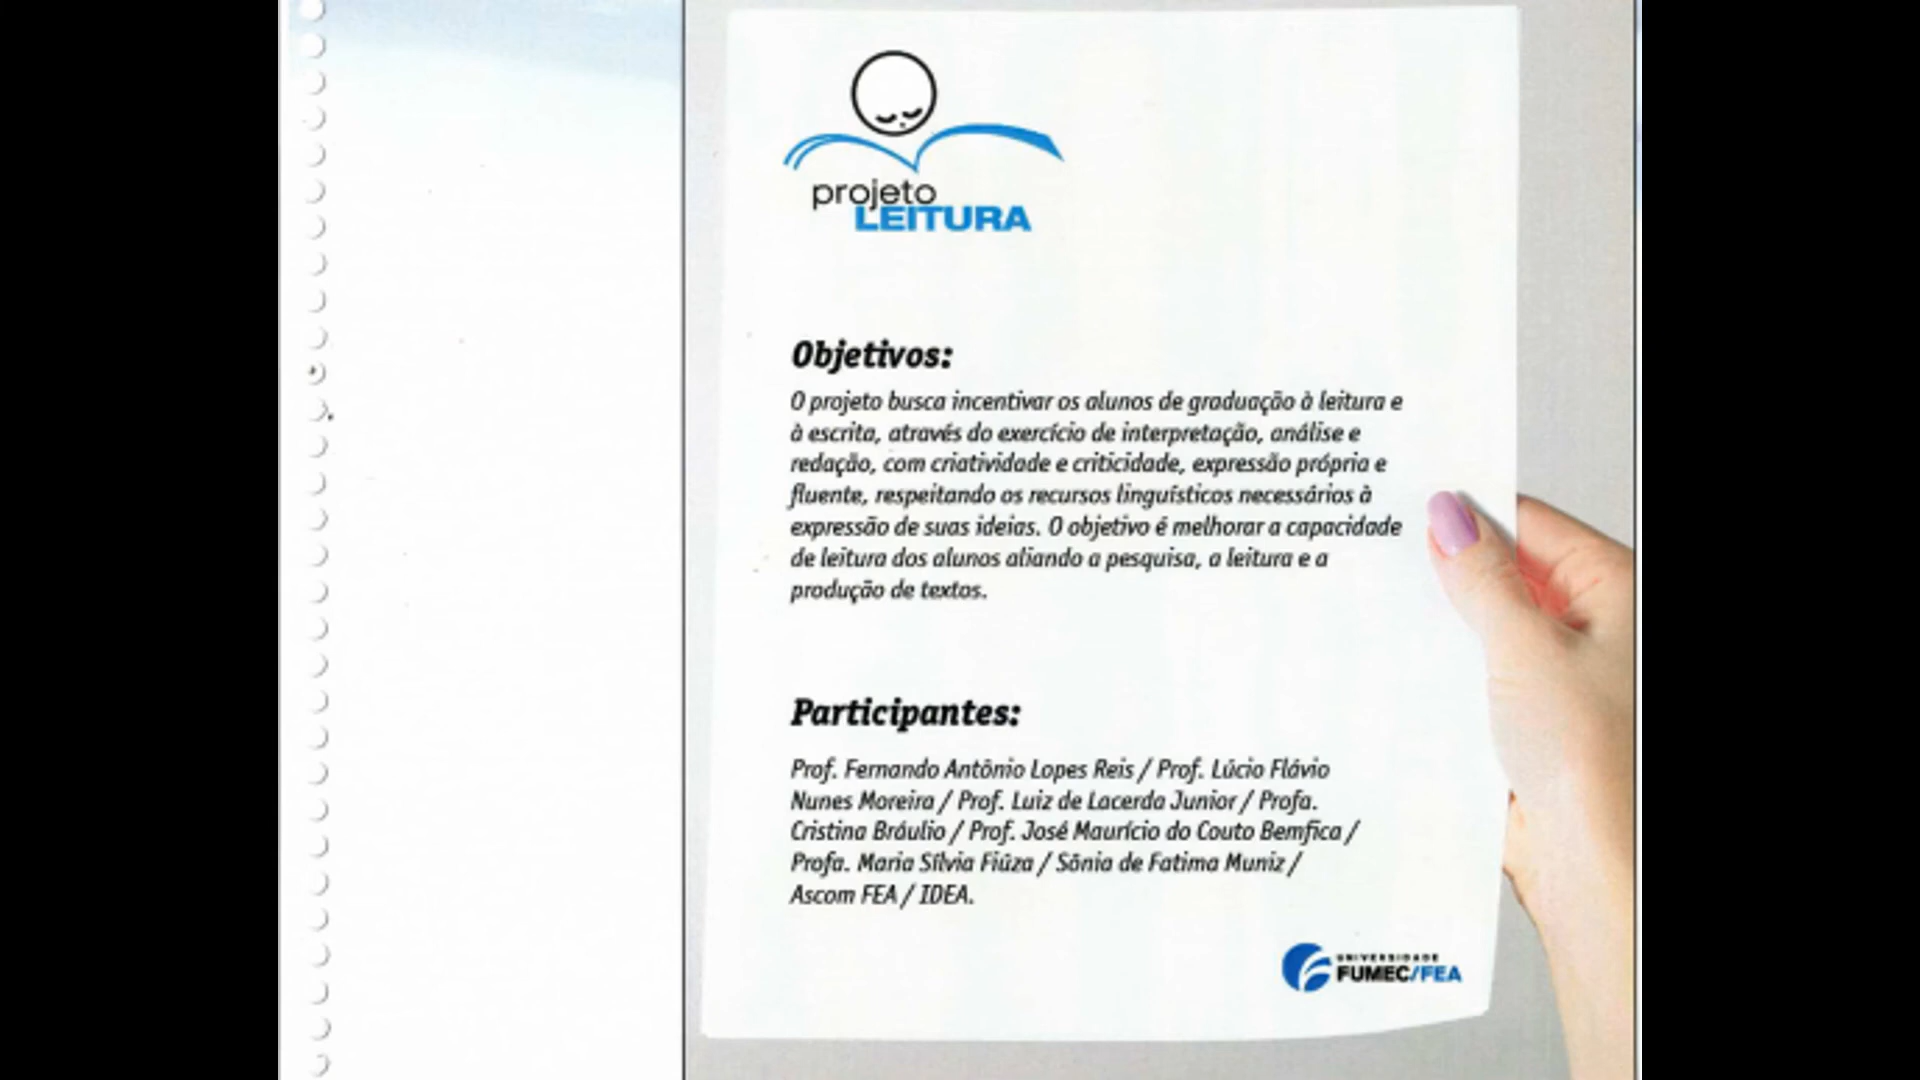 projeto
LEITURA
Objetivos:
O projeto busca incentivar os alunos de graduação à leitura e
à escrita, através do exercício de interpretação, análise e
redação, com criatividade e criticidade, expressão própria e
fluente, respeitando os recursos linguísticos necessários à
expressão de suas ideias. O objetivo é melhorar a capacidade
de leitura dos alunos aliando a pesquisa, a leitura e a
produção de textos.
Participantes:
Prof. Fernando Antônio Lopes Reis / Prof. Lúcio Flávio
Nunes Moreira / Prof. Luiz de Lacerda Junior / Profa.
Cristina Bráulio / Prof. José Maurício do Couto Bemfica /
Profa. Maria Sílvia Fiúza / Sônia de Fatima Muniz /
Ascom FEA / IDEA.
UNIVERSIDADE
FUMEC/FEA